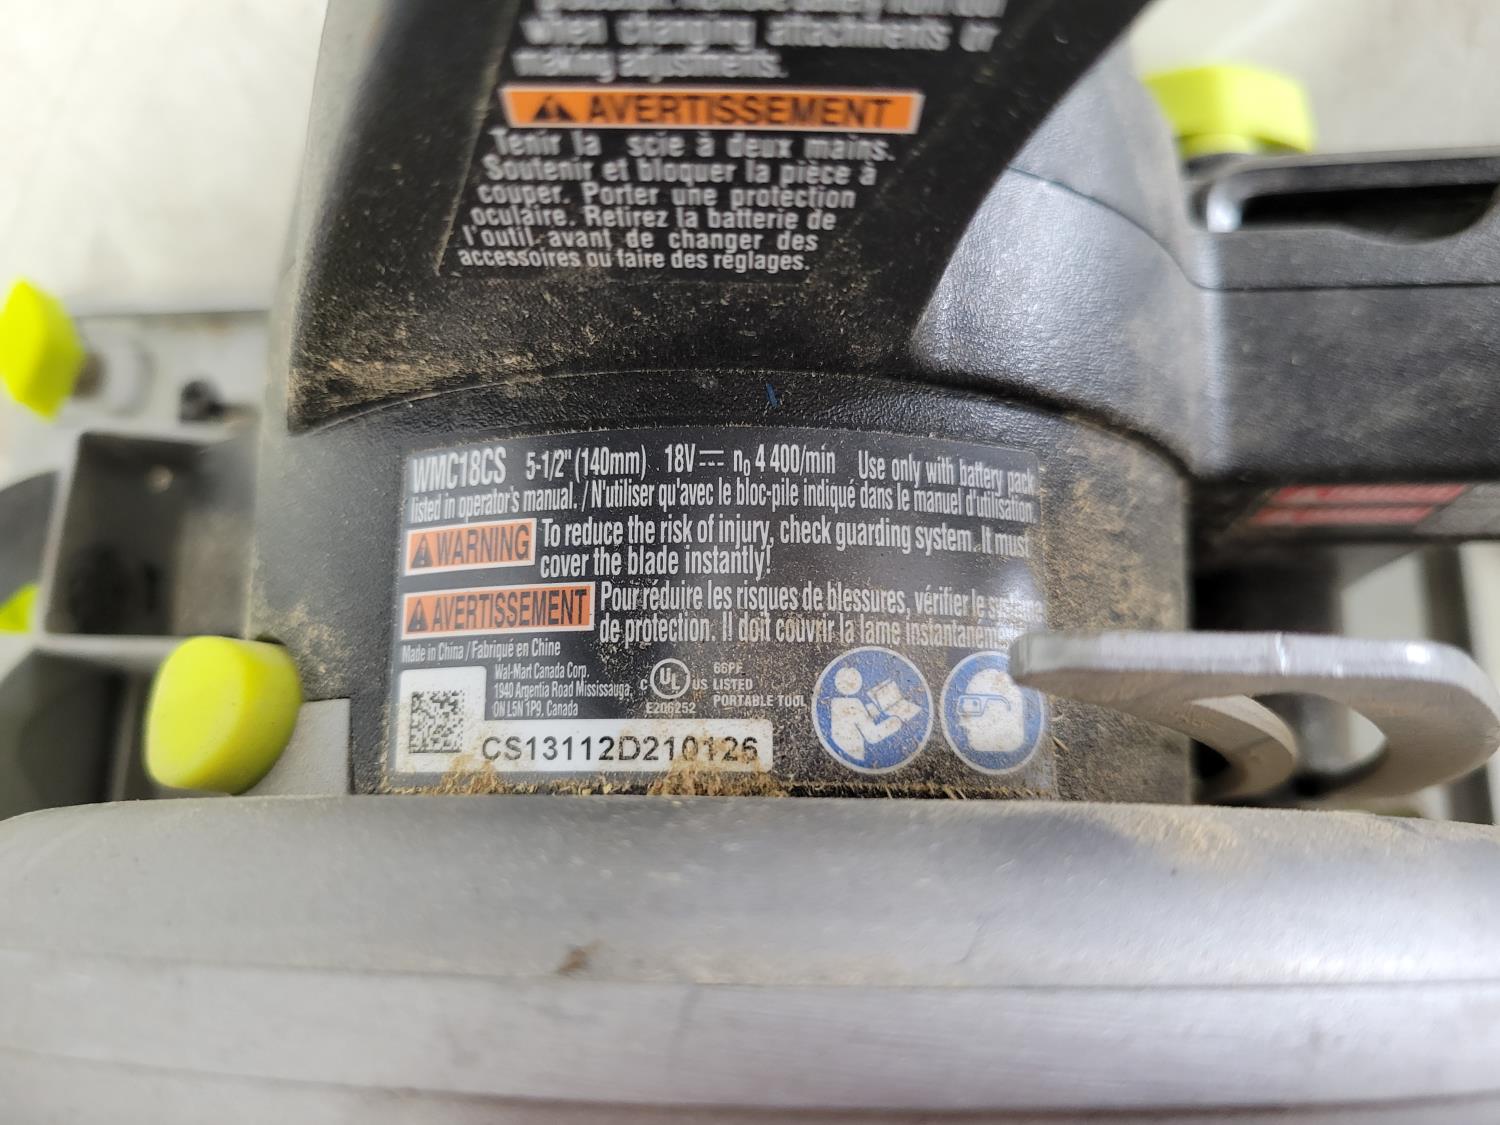 when changing attachments or
making adjustments.
AVERTISSEMENT
Tenir la scie à deux mains.
Soutenir et bloquer la pièce à
couper. Porter une protection
oculaire. Retirez la batterie de
l'outil avant de changer des
accessoires ou faire des réglages.
WMC18CS 5-1/2" (140mm) 18V n₀ 4 400/min Use only with battery pack
listed in operator's manual. / N'utiliser qu'avec le bloc-pile indiqué dans le manuel d'utilisation
WARNING To reduce the risk of injury, check guarding system. It must
cover the blade instantly!
AVERTISSEMENT Pour réduire les risques de blessures, vérifier le
de protection. Il doit couvrir la lame
Made in China / Fabriqué en Chine
Wal-Mart Canada Corp.
1940 Argentia Road Mississauga,
ON L5N 1P9, Canada
C UL US
E206252
66PF
LISTED
PORTABLE TOOL
CS13112D210126